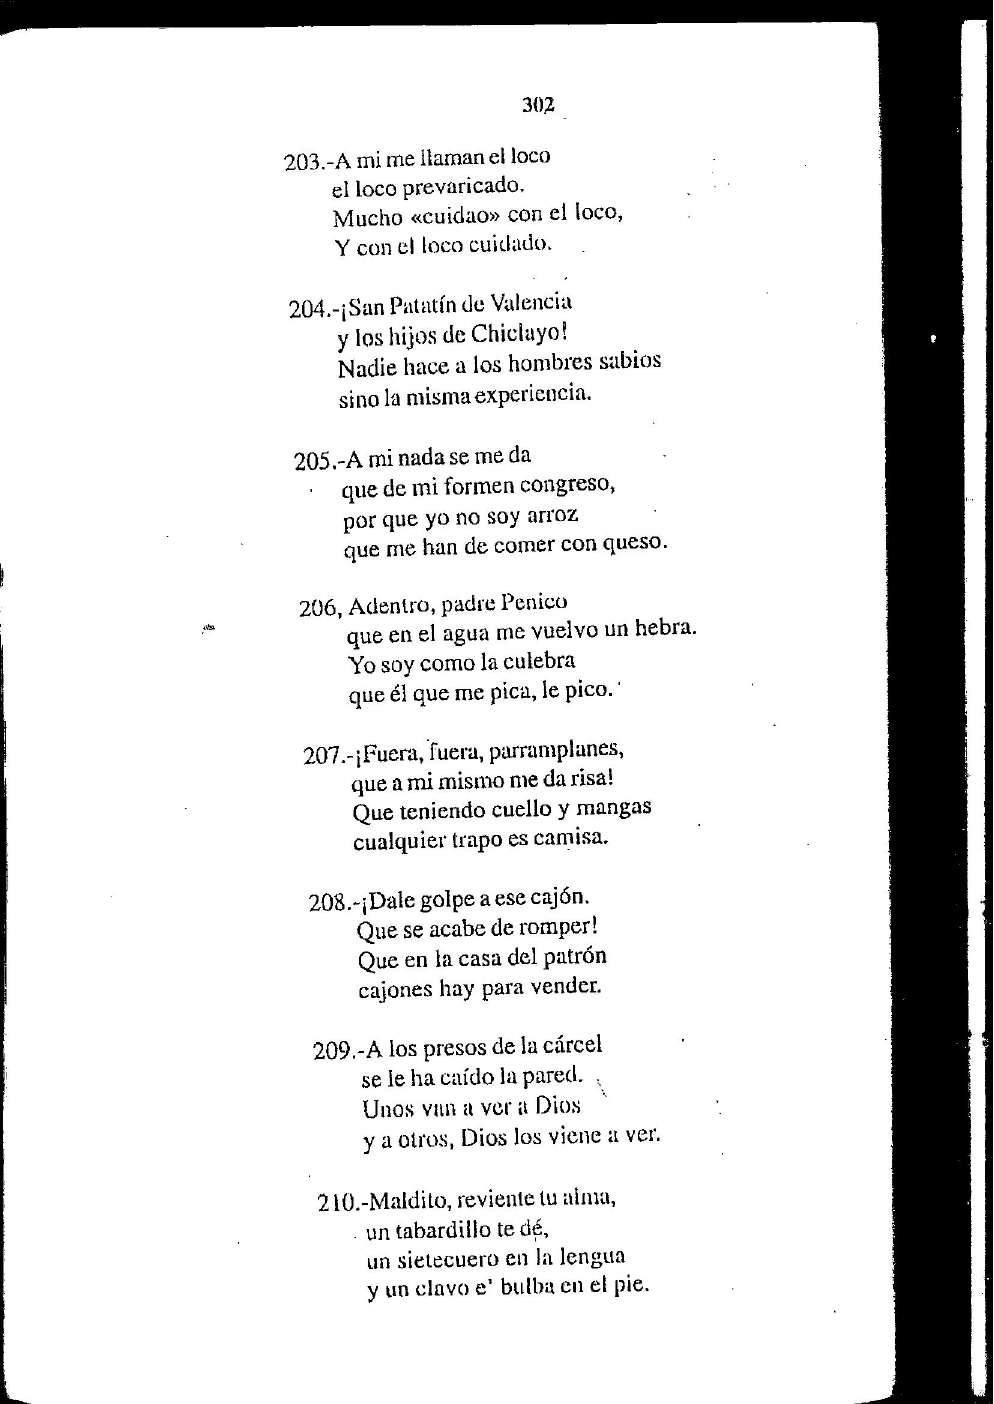 302
203.-A mi me llaman el loco
el loco prevaricado.
Mucho «cuidao» con el loco,
Y con el loco cuidado.
204.-¡San Patatín de Valencia
y los hijos de Chiclayo!
Nadie hace a los hombres sabios
sino la misma experiencia.
205.-A mi nada se me da
que de mi formen congreso,
por que yo no soy arroz
que me han de comer con queso.
206, Adentro, padre Penico
que en el agua me vuelvo un hebra.
Yo soy como la culebra
que él que me pica, le pico.
207.-¡Fuera, fuera, parramplanes,
que a mi mismo me da risa!
Que teniendo cuello y mangas
cualquier trapo es camisa.
208.-¡Dale golpe a ese cajón.
Que se acabe de romper!
Que en la casa del patrón
cajones hay para vender.
209.-A los presos de la cárcel
se le ha caído la pared.
Unos van a ver a Dios
y a otros, Dios los viene a ver.
210.-Maldito, reviente tu alma,
un tabardillo te dé,
un sietecuero en la lengua
y un clavo e' bulba en el pie.